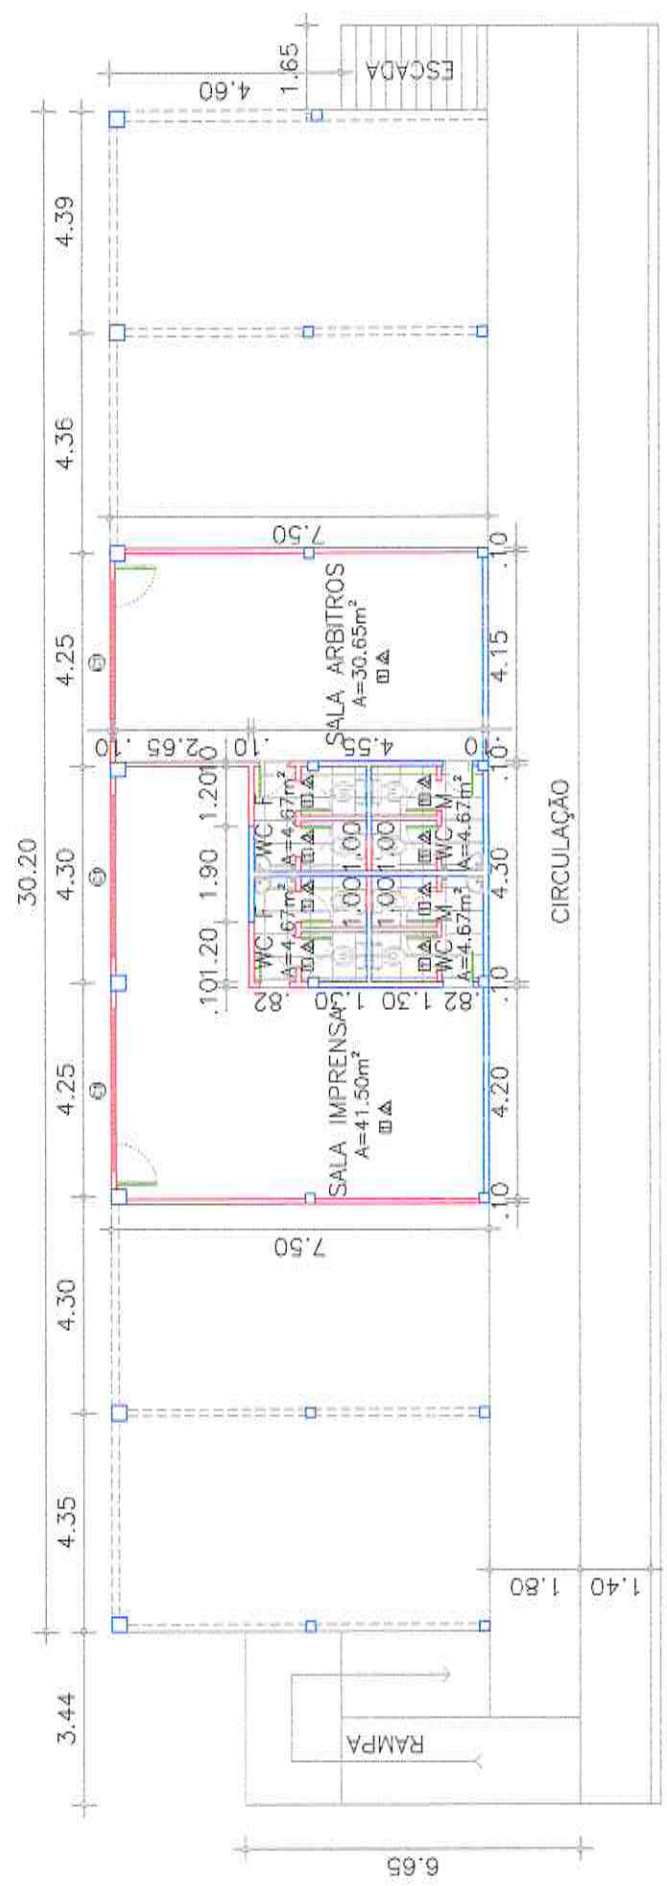 1.65
4.60
ESCADA
4.39
4.36
30.20
7.50
.10
4.25
SALA ARBITROS
A=30.65m²
4.15
.10
2.65
.10
4.55
.10
.10
1.20
1.90
1.20
.10
4.30
WC F
A=4.67m²
WC F
A=4.67m²
1.00
1.00
1.00
1.00
WC M
A=4.67m²
WC M
A=4.67m²
.10
4.30
.10
CIRCULAÇÃO
.82
1.30
1.30
.82
4.25
SALA IMPRENSA
A=41.50m²
4.20
.10
7.50
4.30
4.35
1.80
1.40
3.44
RAMPA
6.65